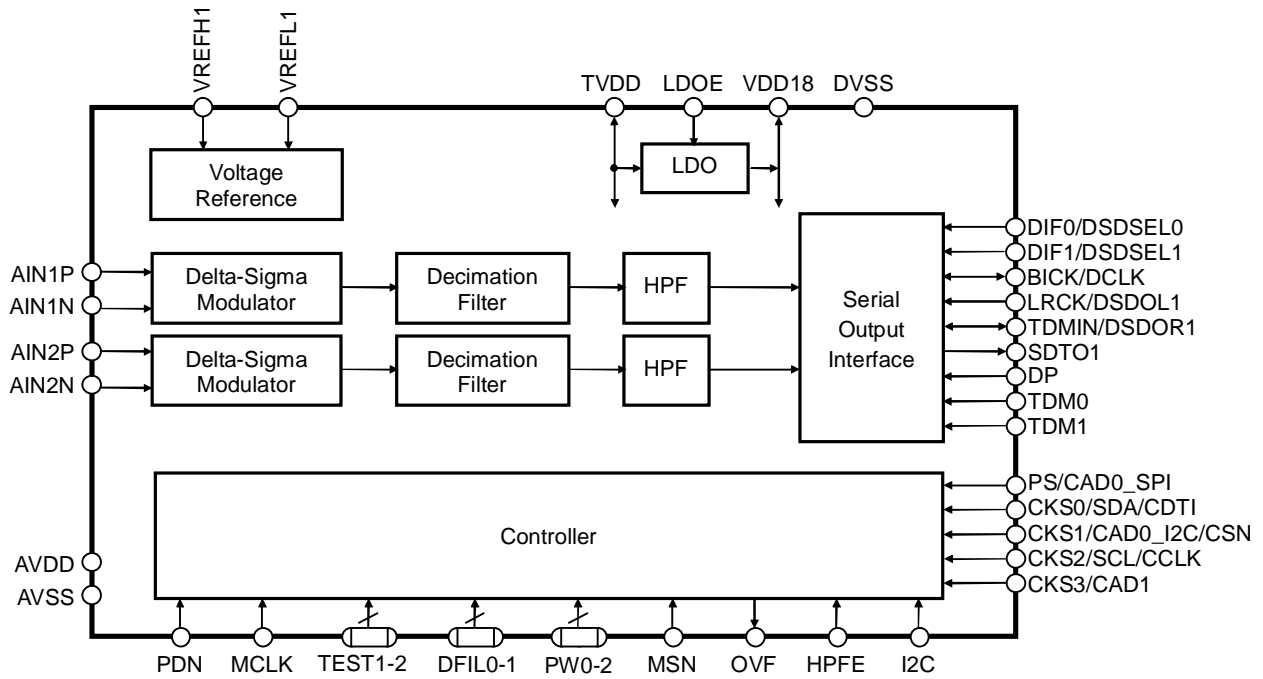 VREFH1
VREFL1
TVDD
LDOE
VDD18
DVSS
Voltage
Reference
LDO
AIN1P
AIN1N
AIN2P
AIN2N
Delta-Sigma
Modulator
Decimation
Filter
HPF
Delta-Sigma
Modulator
Decimation
Filter
HPF
Serial
Output
Interface
DIF0/DSDSEL0
DIF1/DSDSEL1
BICK/DCLK
LRCK/DSDOL1
TDMIN/DSDOR1
SDTO1
DP
TDM0
TDM1
Controller
PS/CAD0_SPI
CKS0/SDA/CDTI
CKS1/CAD0_I2C/CSN
CKS2/SCL/CCLK
CKS3/CAD1
AVDD
AVSS
PDN
MCLK
TEST1-2
DFIL0-1
PW0-2
MSN
OVF
HPFE
I2C